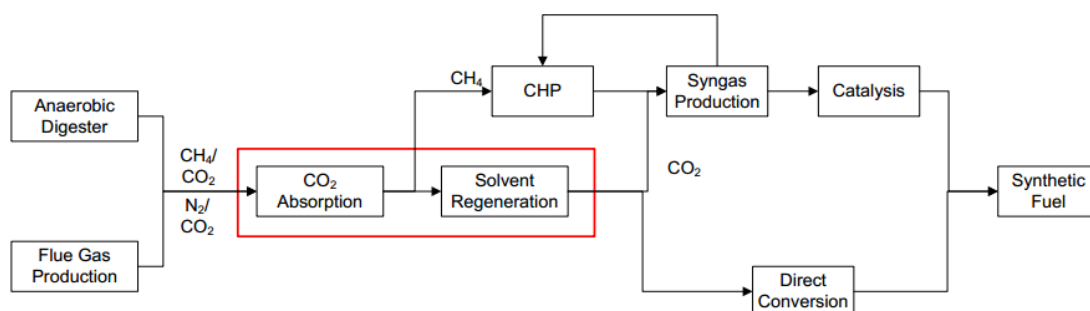 Anaerobic
Digester
Flue Gas
Production
CH₄/
CO₂
N₂/
CO₂
CO₂
Absorption
Solvent
Regeneration
CH₄
CHP
Syngas
Production
Catalysis
CO₂
Direct
Conversion
Synthetic
Fuel